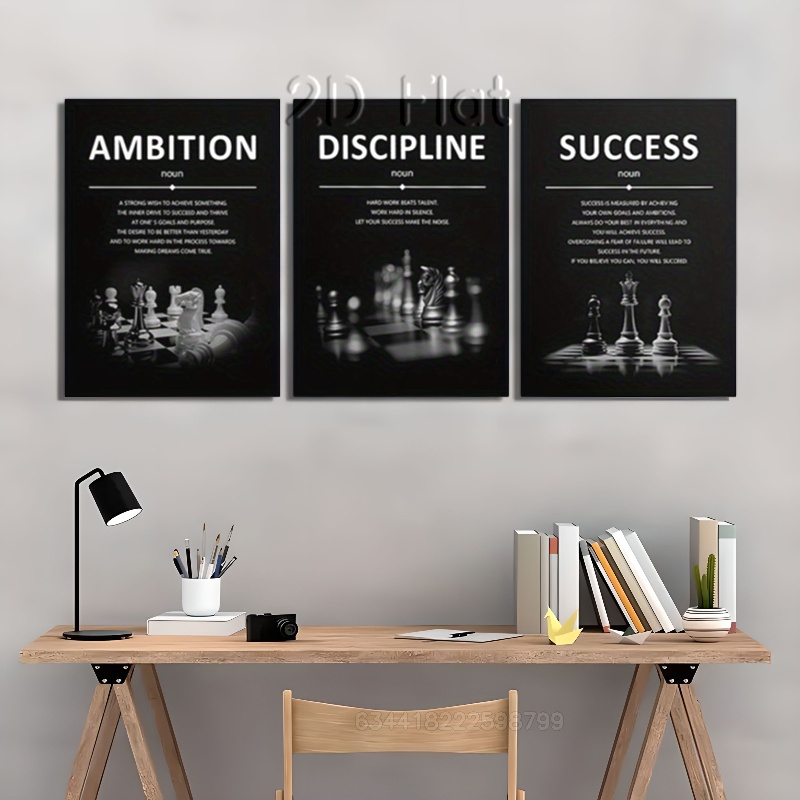 2D Flat
AMBITION
noun
A STRONG WISH TO ACHIEVE SOMETHING.
THE INNER DRIVE TO SUCCEED AND THRIVE
AT ONE'S GOALS AND PURPOSE.
THE DESIRE TO BE BETTER THAN YESTERDAY
AND TO WORK HARD IN THE PROCESS TOWARDS
MAKING DREAMS COME TRUE.
DISCIPLINE
noun
HARD WORK BEATS TALENT.
WORK HARD IN SILENCE.
LET YOUR SUCCESS MAKE THE NOISE.
SUCCESS
noun
SUCCESS IS MEASURED BY ACHIEVING
YOUR OWN GOALS AND AMBITIONS.
ALWAYS DO YOUR BEST IN EVERYTHING AND
YOU WILL ACHIEVE SUCCESS.
OVERCOMING A FEAR OF FAILURE WILL LEAD TO
SUCCESS IN THE FUTURE.
IF YOU BELIEVE YOU CAN, YOU WILL SUCCEED.
634418222598799